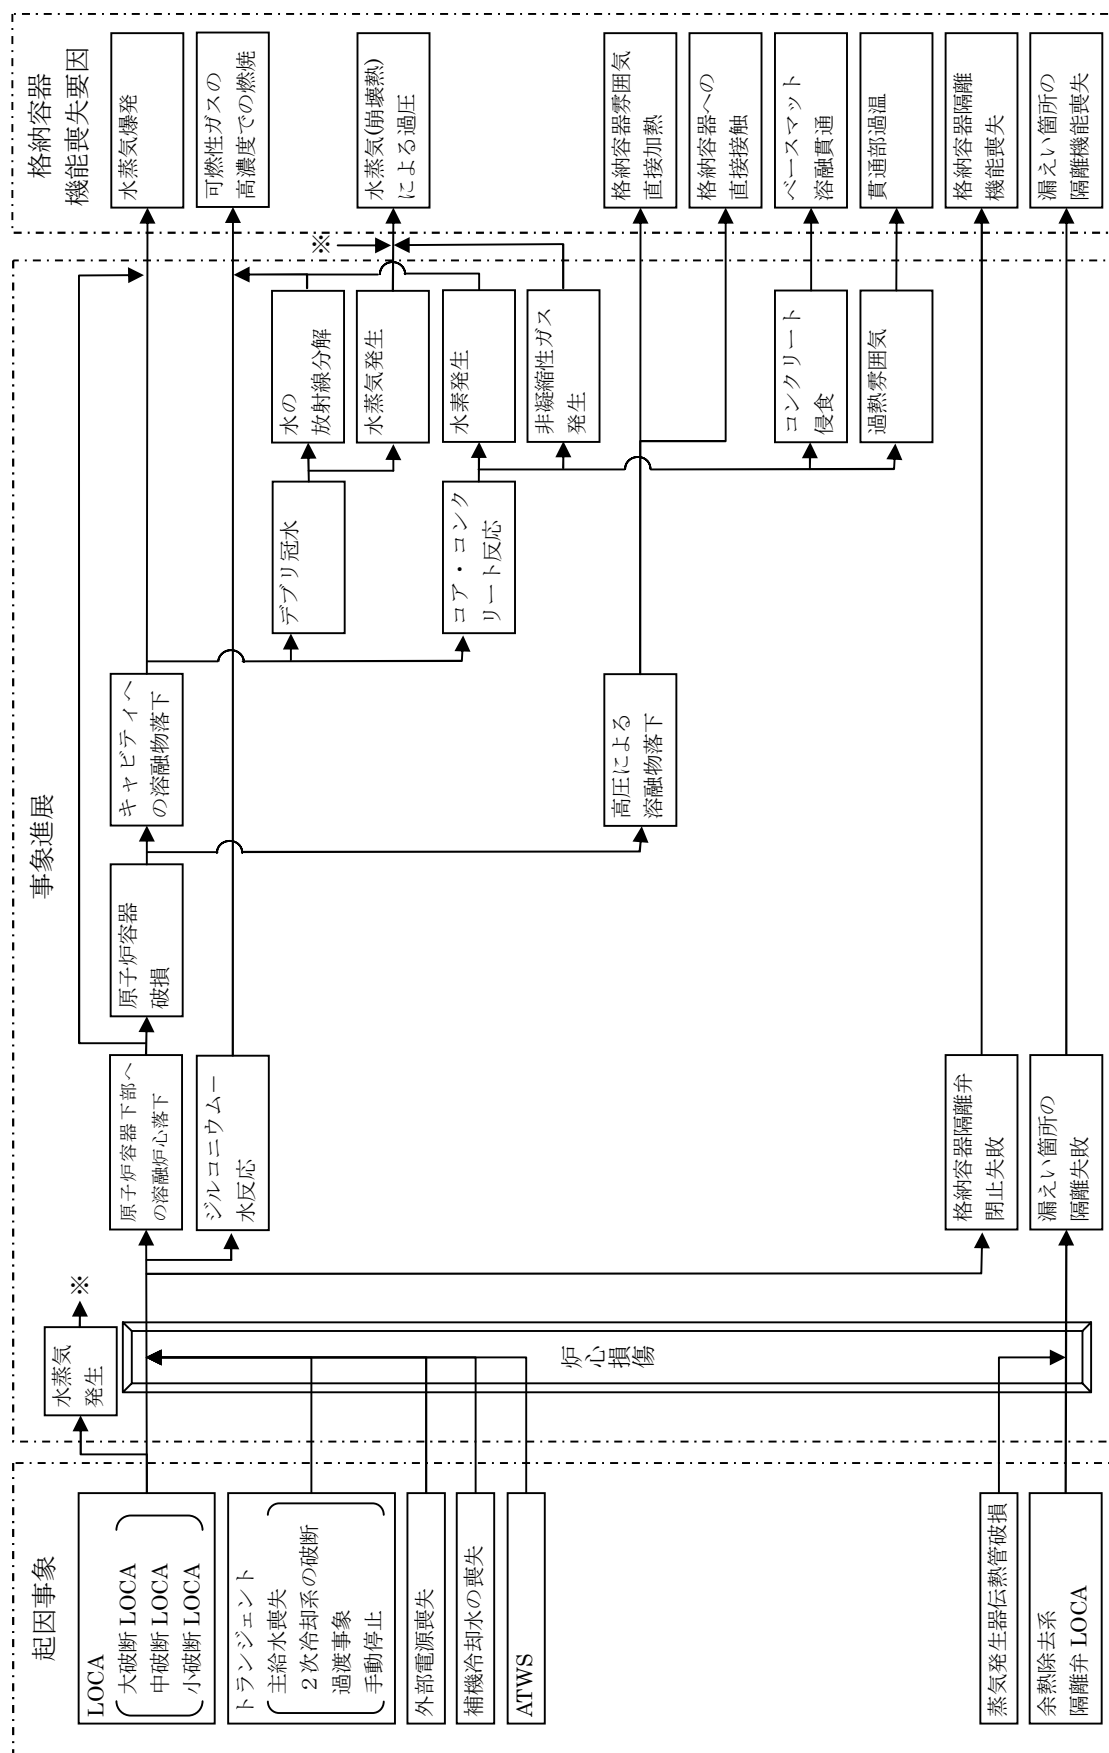 起因事象
LOCA
大破断 LOCA
中破断 LOCA
小破断 LOCA
トランジェント
主給水喪失
２次冷却系の破断
過渡事象
手動停止
外部電源喪失
補機冷却水の喪失
ATWS
蒸気発生器伝熱管破損
余熱除去系
隔離弁 LOCA
事象進展
水蒸気
発生
※
炉心損傷
原子炉容器下部へ
の溶融炉心落下
ジルコニウムー
水反応
格納容器隔離弁
閉止失敗
漏えい箇所の
隔離失敗
原子炉容器
破損
キャビティへ
の溶融物落下
高圧による
溶融物落下
デブリ冠水
コア・コンク
リート反応
水の
放射線分解
水蒸気発生
水素発生
非凝縮性ガス
発生
コンクリート
侵食
過熱雰囲気
※
格納容器
機能喪失要因
水蒸気爆発
可燃性ガスの
高濃度での燃焼
水蒸気(崩壊熱)
による過圧
格納容器雰囲気
直接加熱
格納容器への
直接接触
ベースマット
溶融貫通
貫通部過温
格納容器隔離
機能喪失
漏えい箇所の
隔離機能喪失